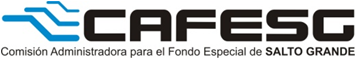 CAFESG
Comisión Administradora para el Fondo Especial de SALTO GRANDE